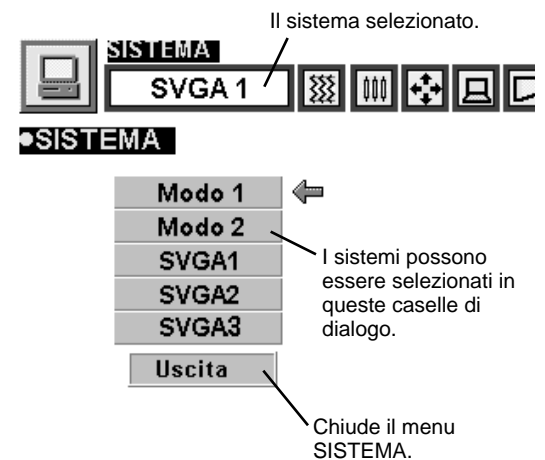 Il sistema selezionato.
SISTEMA
SVGA 1
●SISTEMA
Modo 1
Modo 2
SVGA1
SVGA2
SVGA3
Uscita
I sistemi possono
essere selezionati in
queste caselle di
dialogo.
Chiude il menu
SISTEMA.